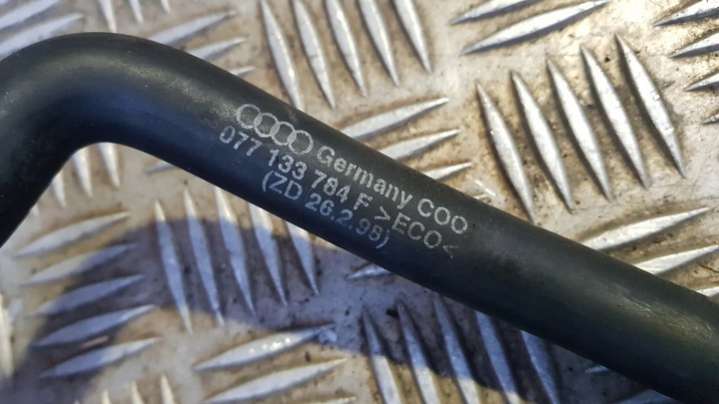 Germany COO
077 133 784 F >ECO<
(ZD 26.2.98)